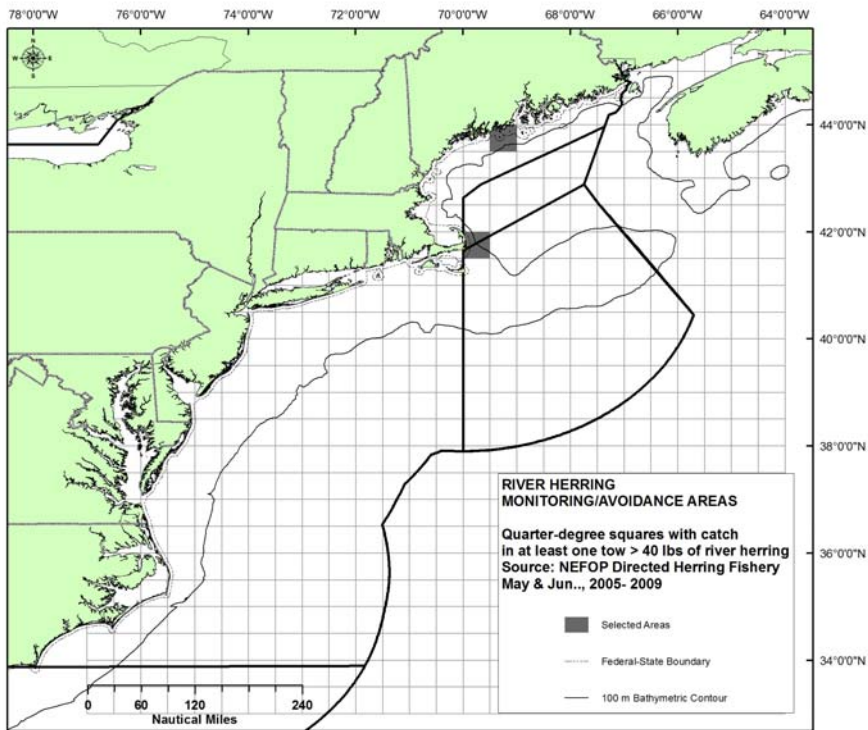 78°0'0"W 76°0'0"W 74°0'0"W 72°0'0"W 70°0'0"W 68°0'0"W 66°0'0"W 64°0'0"W
N
W E
S
44°0'0"N
42°0'0"N
40°0'0"N
38°0'0"N
36°0'0"N
34°0'0"N
RIVER HERRING
MONITORING/AVOIDANCE AREAS
Quarter-degree squares with catch
in at least one tow > 40 lbs of river herring
Source: NEFOP Directed Herring Fishery
May & Jun.., 2005- 2009
Selected Areas
Federal-State Boundary
100 m Bathymetric Contour
0 60 120 240
Nautical Miles